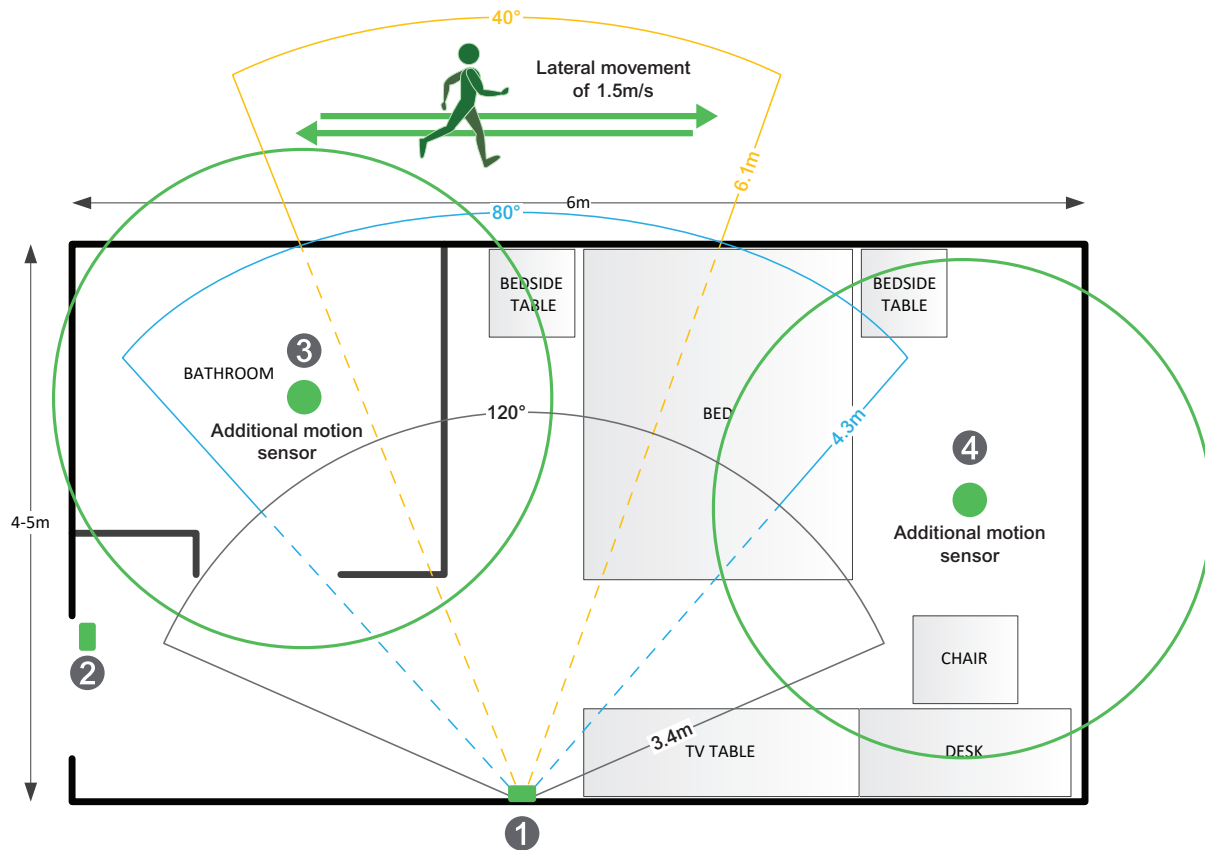 40°
Lateral movement
of 1.5m/s
6.1m
6m
80°
BEDSIDE
TABLE
BEDSIDE
TABLE
3
BATHROOM
Additional motion
sensor
120°
BED
4.3m
4
Additional motion
sensor
4-5m
2
CHAIR
3.4m
TV TABLE
DESK
1